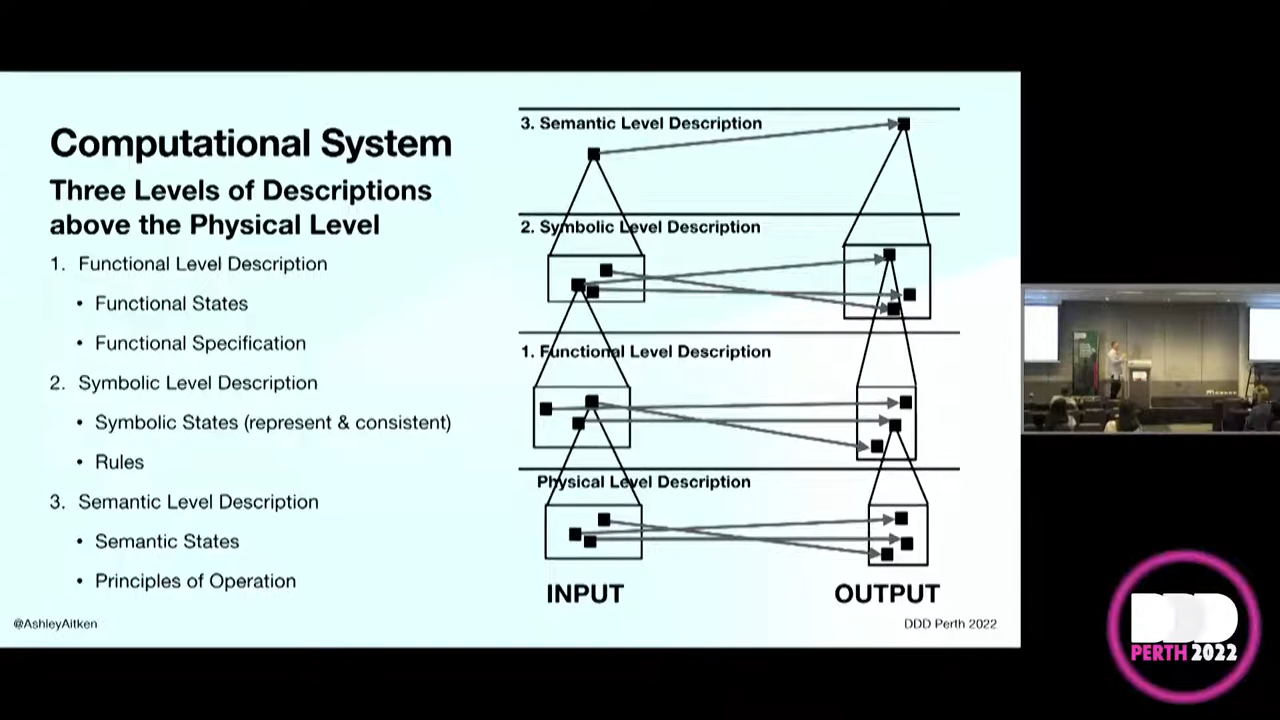 Computational System
Three Levels of Descriptions
above the Physical Level
1. Functional Level Description
• Functional States
• Functional Specification
2. Symbolic Level Description
• Symbolic States (represent & consistent)
• Rules
3. Semantic Level Description
• Semantic States
• Principles of Operation
3. Semantic Level Description
2. Symbolic Level Description
1. Functional Level Description
Physical Level Description
INPUT
OUTPUT
@AshleyAitken
DDD Perth 2022
DDD
PERTH 2022